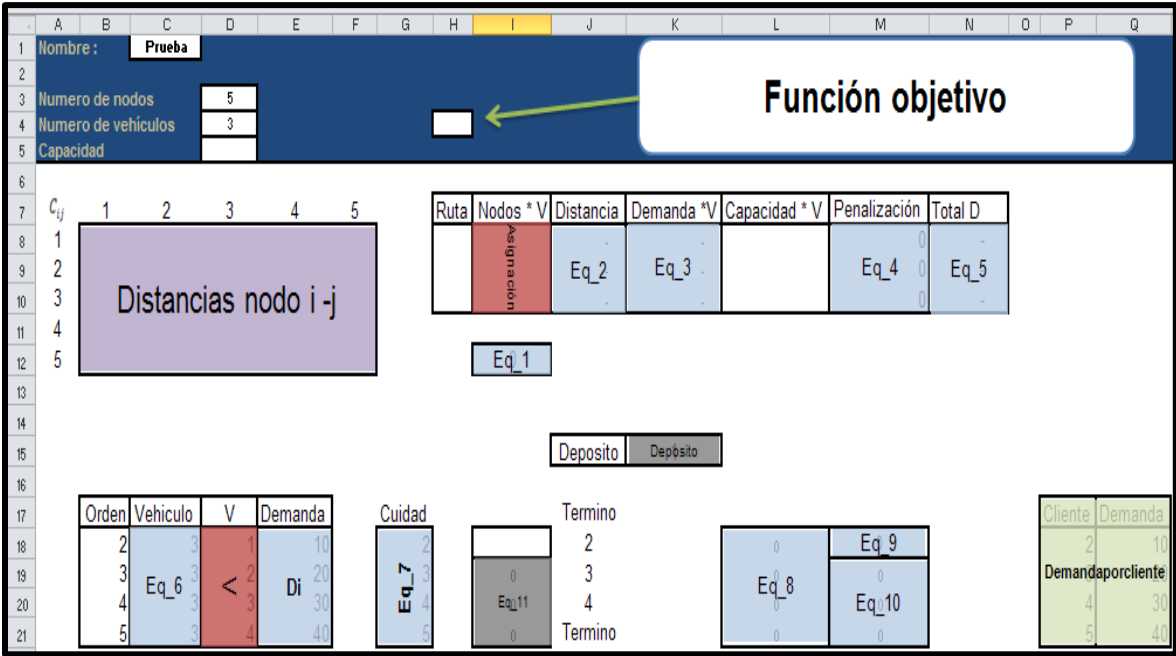 A B C D E F G H I J K L M N O P Q
1 Nombre : Prueba
2
3 Numero de nodos 5
4 Numero de vehículos 3
5 Capacidad
Función objetivo
6
7 Cij 1 2 3 4 5 Ruta Nodos * V Distancia Demanda *V Capacidad * V Penalización Total D
8 1 - - 0 -
9 2 Asignación Eq_2 Eq_3 - Eq_4 0 Eq_5
10 3 Distancias nodo i -j - - 0 -
11 4
12 5 Eq_1
13
14
15 Deposito Depósito
16
17 Orden Vehiculo V Demanda Cuidad Termino Cliente Demanda
18 2 3 1 10 2 2 0 Eq_9 2 10
19 3 Eq_6 3 < 2 Di 20 Eq_7 3 0 3 Eq_8 0 0 Demandaporcliente
20 4 3 3 30 4 Eq_11 4 Eq_10 4 30
21 5 3 4 40 5 0 Termino 0 0 5 40